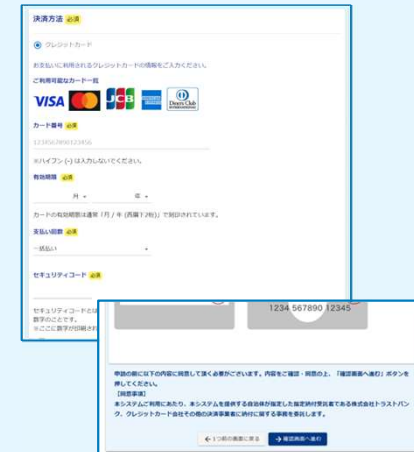 決済方法 必須
クレジットカード
お支払いに利用されるクレジットカードの情報をご入力ください。
ご利用可能なカード一覧
VISA JCB Diners Club INTERNATIONAL
カード番号 必須
1234567890123456
※ハイフン (-) は入力しないでください。
有効期限 必須
月 年
カードの有効期限は通常「月 / 年 (西暦下2桁)」で刻印されています。
支払い回数 必須
一括払い
セキュリティコード 必須
セキュリティコードとは
数字のことです。
※ここに数字が印刷され
1234 567890 12345
申請の前に以下の内容に同意して頂く必要がございます。内容をご確認・同意の上、「確認画面へ進む」ボタンを
押してください。
【同意事項】
本システムご利用にあたり、本システムを提供する自治体が指定した指定納付受託者である株式会社トラストバン
ク、クレジットカード会社その他の決済事業者に納付に関する事務を委託します。
← 1つ前の画面に戻る → 確認画面へ進む